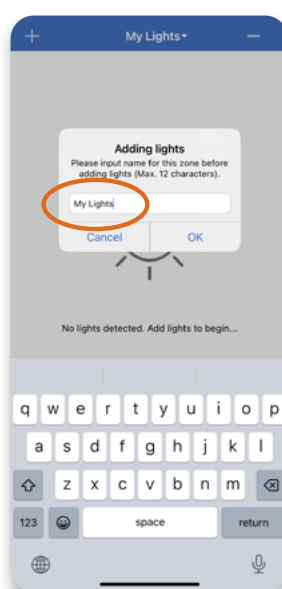 My Lights
Adding lights
Please input name for this zone before
adding lights (Max. 12 characters).
My Lights
Cancel OK
No lights detected. Add lights to begin...
q w e r t y u i o p
a s d f g h j k l
z x c v b n m
123 space return